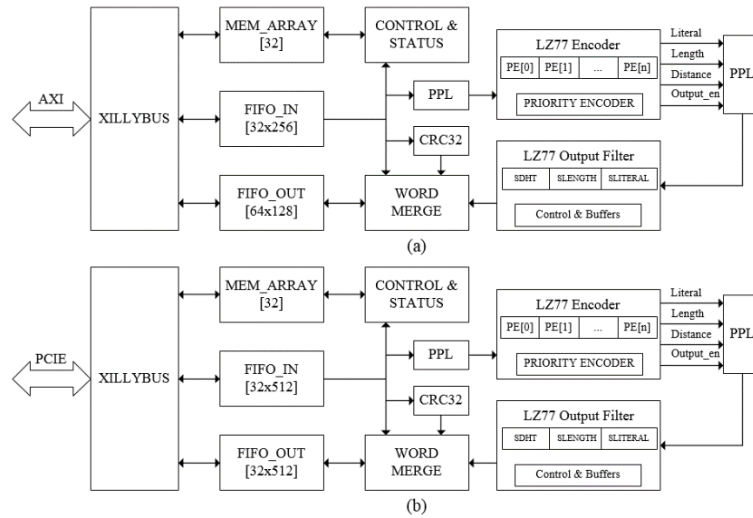 AXI
XILLYBUS
MEM_ARRAY
[32]
FIFO_IN
[32x256]
FIFO_OUT
[64x128]
CONTROL &
STATUS
PPL
CRC32
WORD
MERGE
LZ77 Encoder
PE[0] PE[1] ... PE[n]
PRIORITY ENCODER
Literal
Length
Distance
Output_en
PPL
LZ77 Output Filter
SDHT SLENGTH SLITERAL
Control & Buffers
(a)
PCIE
XILLYBUS
MEM_ARRAY
[32]
FIFO_IN
[32x512]
FIFO_OUT
[32x512]
CONTROL &
STATUS
PPL
CRC32
WORD
MERGE
LZ77 Encoder
PE[0] PE[1] ... PE[n]
PRIORITY ENCODER
Literal
Length
Distance
Output_en
PPL
LZ77 Output Filter
SDHT SLENGTH SLITERAL
Control & Buffers
(b)